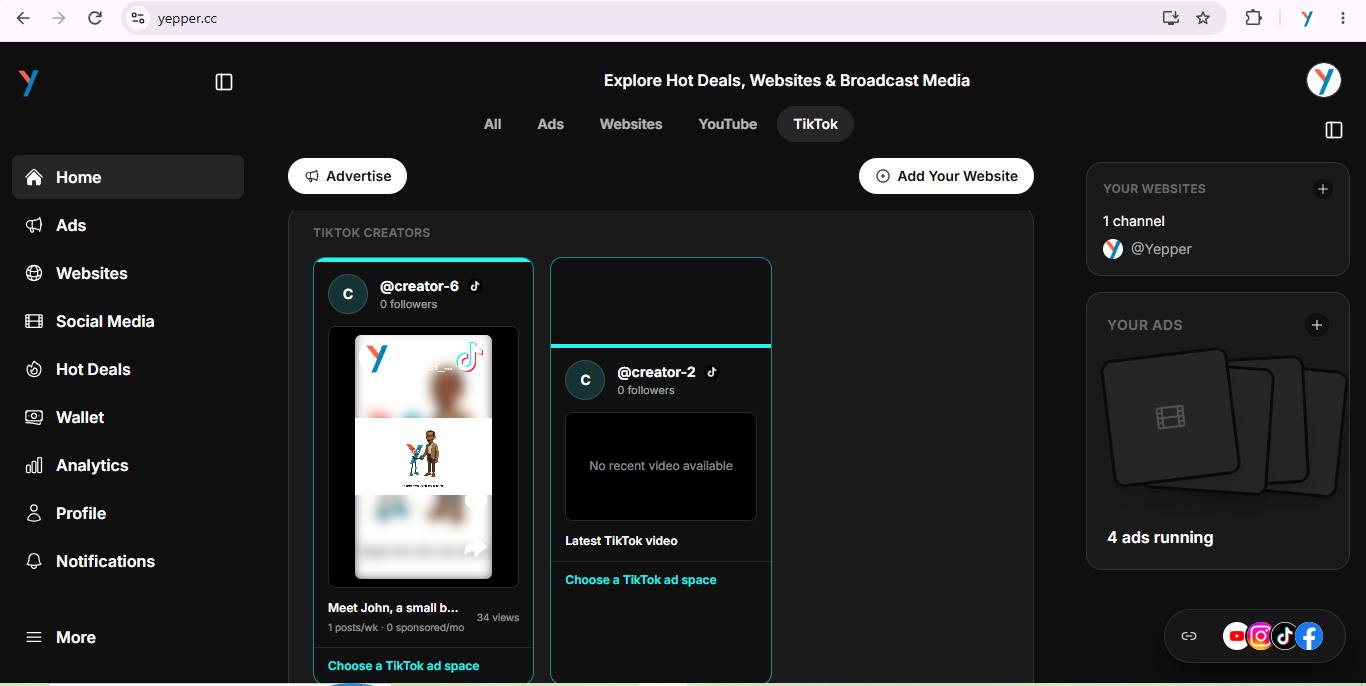 yepper.cc
Explore Hot Deals, Websites & Broadcast Media
All
Ads
Websites
YouTube
TikTok
Home
Ads
Websites
Social Media
Hot Deals
Wallet
Analytics
Profile
Notifications
More
Advertise
Add Your Website
TIKTOK CREATORS
C
@creator-6
0 followers
Meet John, a small b...
34 views
1 posts/wk · 0 sponsored/mo
Choose a TikTok ad space
C
@creator-2
0 followers
No recent video available
Latest TikTok video
Choose a TikTok ad space
YOUR WEBSITES
1 channel
@Yepper
YOUR ADS
4 ads running